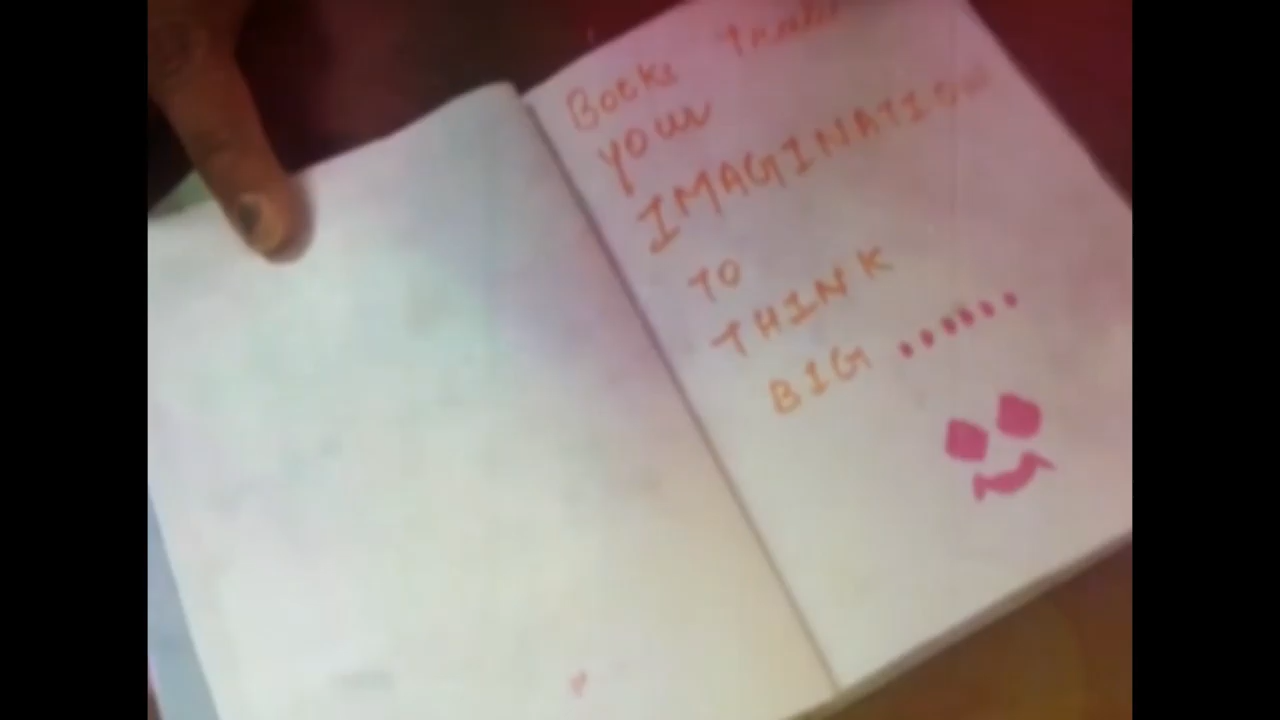 Books
your
IMAGINATION
TO
THINK
BIG ......